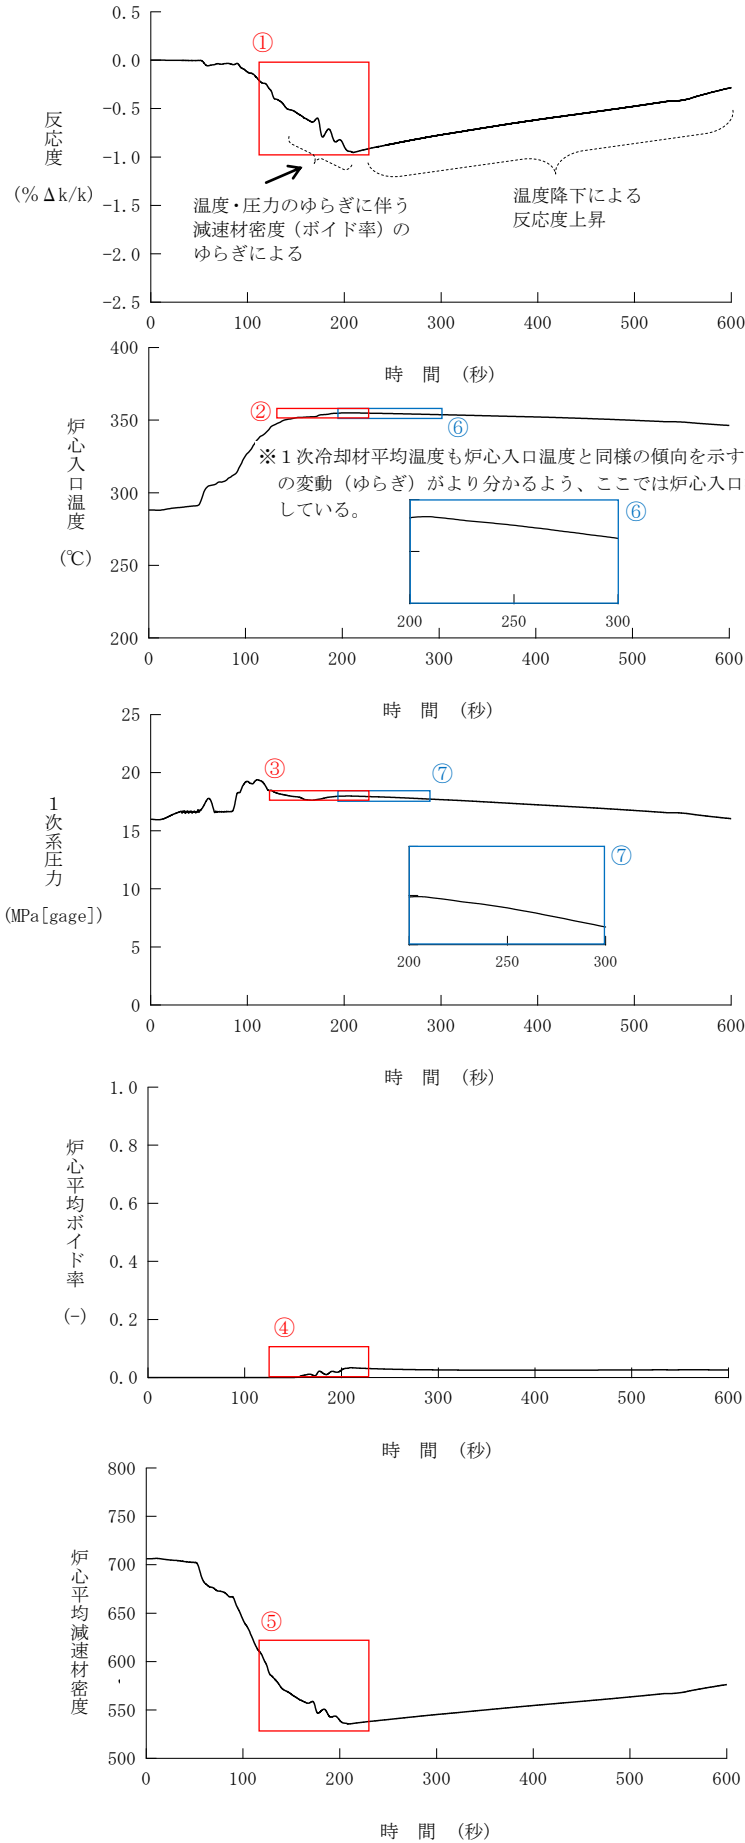 0.5
①
0.0
-0.5
-1.0
-1.5
-2.0
-2.5
反応度
(%Δk/k)
温度・圧力のゆらぎに伴う
減速材密度（ボイド率）の
ゆらぎによる
温度降下による
反応度上昇
0 100 200 300 400 500 600
時 間 (秒)
400
350
300
250
200
炉心入口温度
(℃)
②
⑥
※１次冷却材平均温度も炉心入口温度と同様の傾向を示す
の変動（ゆらぎ）がより分かるよう、ここでは炉心入口
している。
⑥
200 250 300
0 100 200 300 400 500 600
時 間 (秒)
25
20
15
10
5
0
１次系圧力
(MPa[gage])
③
⑦
⑦
200 250 300
0 100 200 300 400 500 600
時 間 (秒)
1.0
0.8
0.6
0.4
0.2
0.0
炉心平均ボイド率
(-)
④
0 100 200 300 400 500 600
時 間 (秒)
800
750
700
650
600
550
500
炉心平均減速材密度
-
⑤
0 100 200 300 400 500 600
時 間 (秒)